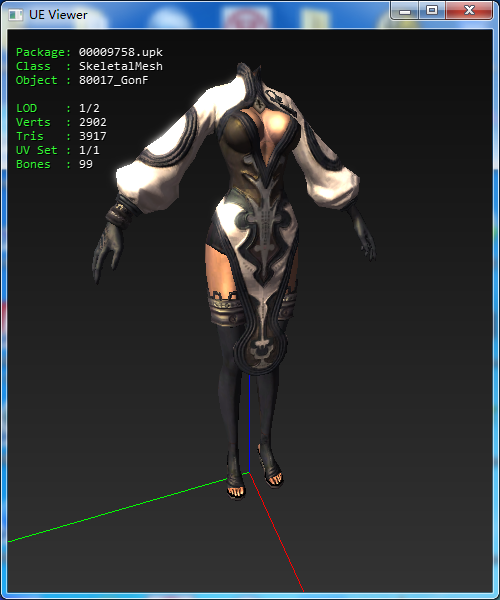 UE Viewer
Package: 00009758.upk
Class : SkeletalMesh
Object : 80017_GonF
LOD : 1/2
Verts : 2902
Tris : 3917
UV Set : 1/1
Bones : 99